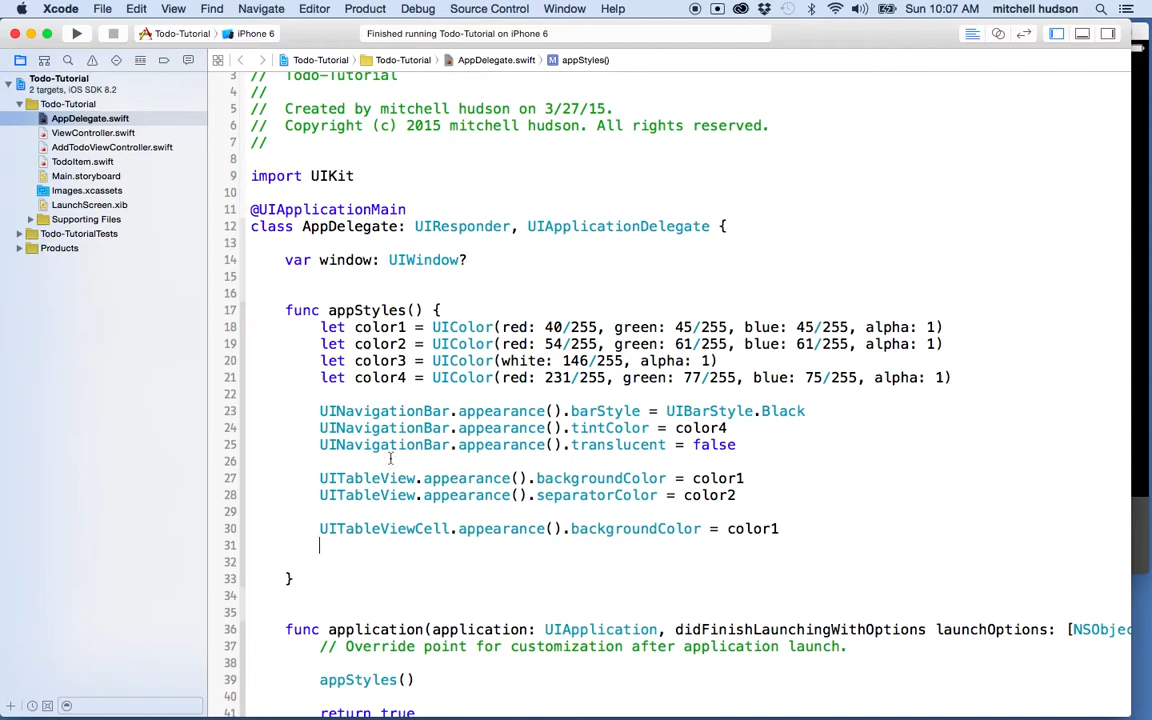 Xcode File Edit View Find Navigate Editor Product Debug Source Control Window Help Sun 10:07 AM mitchell hudson
Todo-Tutorial iPhone 6 Finished running Todo-Tutorial on iPhone 6
Todo-Tutorial Todo-Tutorial AppDelegate.swift M appStyles()
Todo-Tutorial
2 targets, iOS SDK 8.2
Todo-Tutorial
AppDelegate.swift
ViewController.swift
AddTodoViewController.swift
TodoItem.swift
Main.storyboard
Images.xcassets
LaunchScreen.xib
Supporting Files
Todo-TutorialTests
Products
3 // Todo-Tutorial
4 //
5 // Created by mitchell hudson on 3/27/15.
6 // Copyright (c) 2015 mitchell hudson. All rights reserved.
7 //
8
9 import UIKit
10
11 @UIApplicationMain
12 class AppDelegate: UIResponder, UIApplicationDelegate {
13
14 var window: UIWindow?
15
16
17 func appStyles() {
18 let color1 = UIColor(red: 40/255, green: 45/255, blue: 45/255, alpha: 1)
19 let color2 = UIColor(red: 54/255, green: 61/255, blue: 61/255, alpha: 1)
20 let color3 = UIColor(white: 146/255, alpha: 1)
21 let color4 = UIColor(red: 231/255, green: 77/255, blue: 75/255, alpha: 1)
22
23 UINavigationBar.appearance().barStyle = UIBarStyle.Black
24 UINavigationBar.appearance().tintColor = color4
25 UINavigationBar.appearance().translucent = false
26
27 UITableView.appearance().backgroundColor = color1
28 UITableView.appearance().separatorColor = color2
29
30 UITableViewCell.appearance().backgroundColor = color1
31
32
33 }
34
35
36 func application(application: UIApplication, didFinishLaunchingWithOptions launchOptions: [NSObjec
37 // Override point for customization after application launch.
38
39 appStyles()
40
41 return true